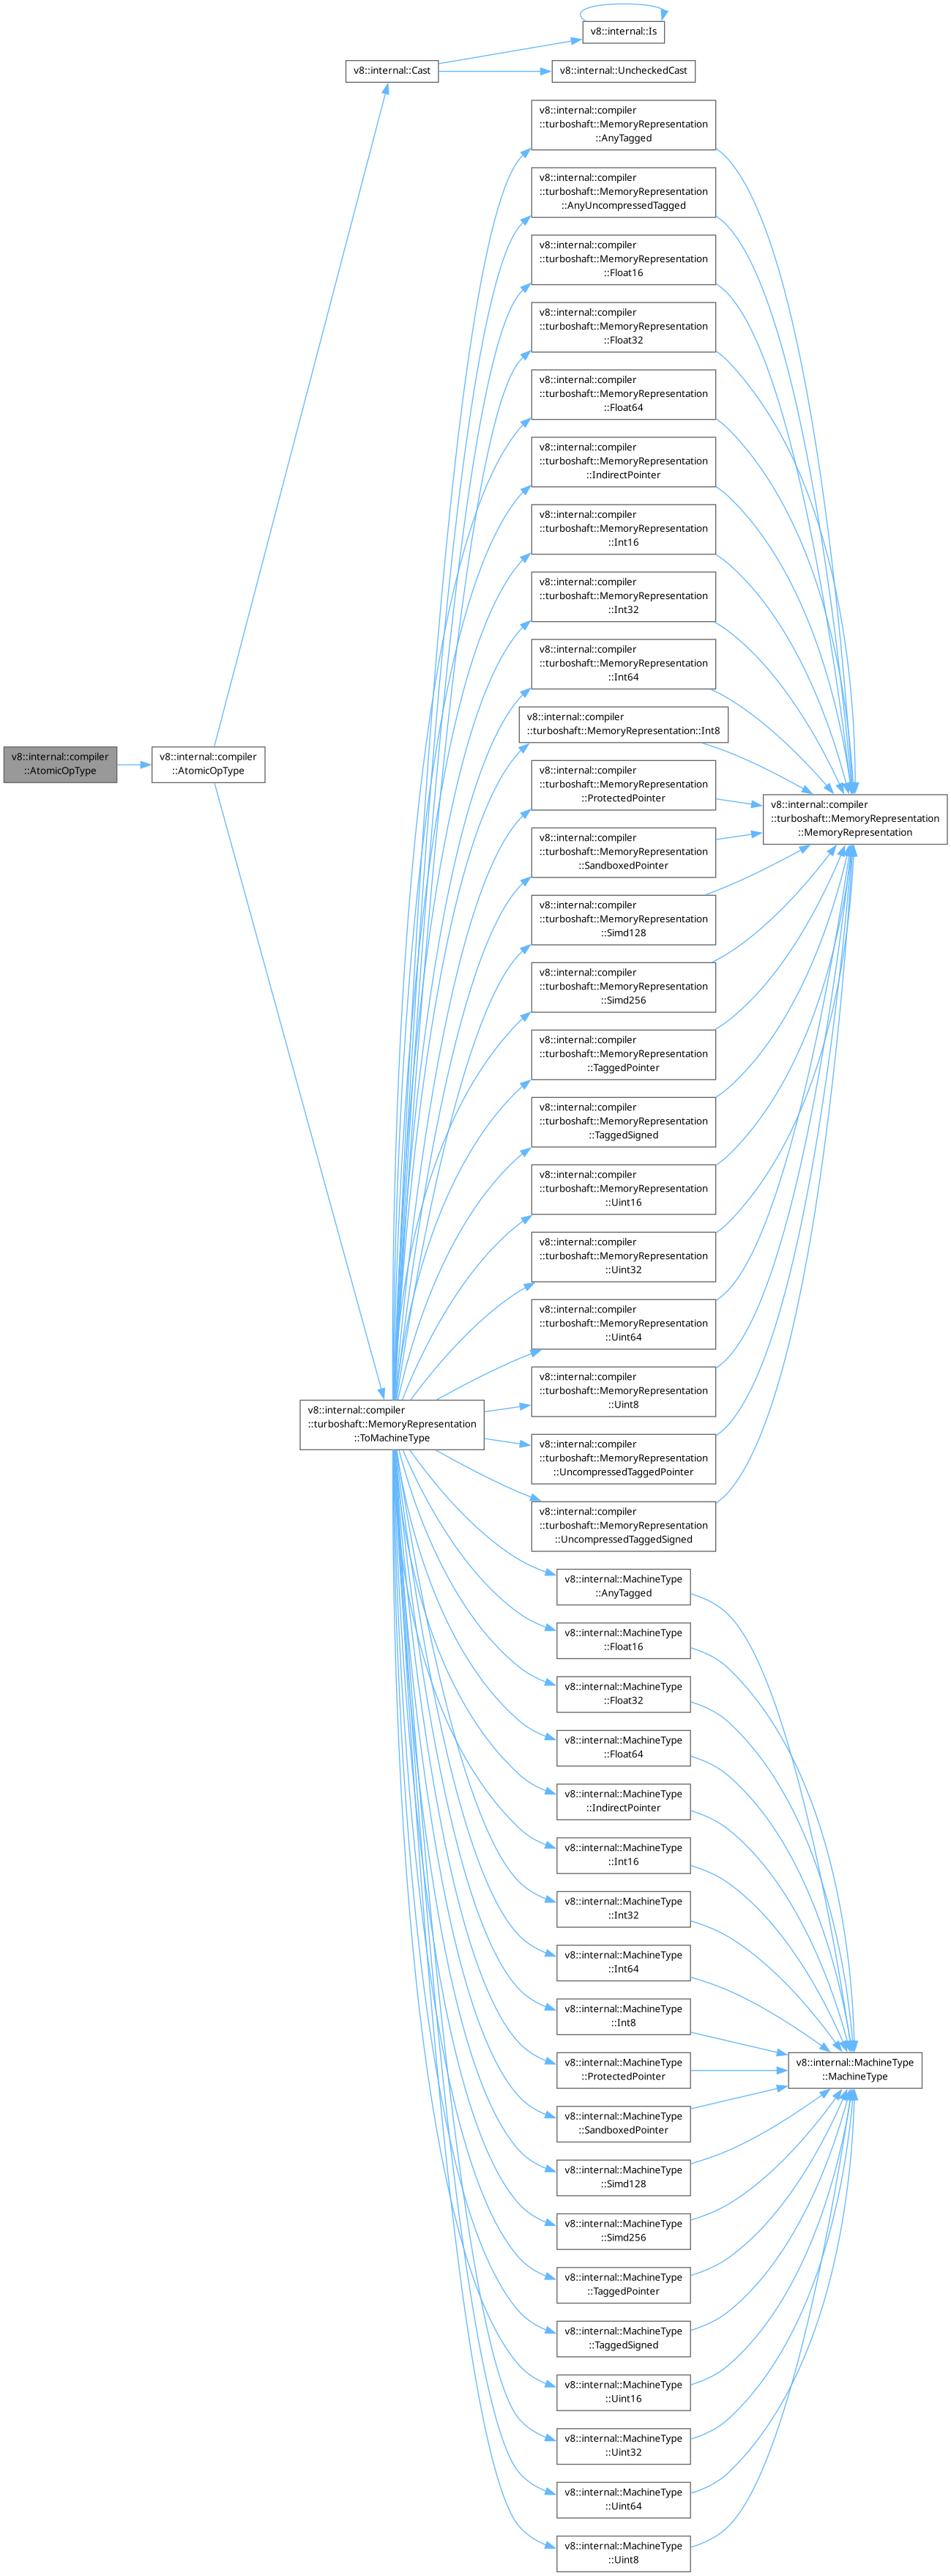 v8::internal::Is
v8::internal::Cast
v8::internal::UncheckedCast
v8::internal::compiler
::turboshaft::MemoryRepresentation
::AnyTagged
v8::internal::compiler
::turboshaft::MemoryRepresentation
::AnyUncompressedTagged
v8::internal::compiler
::turboshaft::MemoryRepresentation
::Float16
v8::internal::compiler
::turboshaft::MemoryRepresentation
::Float32
v8::internal::compiler
::turboshaft::MemoryRepresentation
::Float64
v8::internal::compiler
::turboshaft::MemoryRepresentation
::IndirectPointer
v8::internal::compiler
::turboshaft::MemoryRepresentation
::Int16
v8::internal::compiler
::turboshaft::MemoryRepresentation
::Int32
v8::internal::compiler
::turboshaft::MemoryRepresentation
::Int64
v8::internal::compiler
::turboshaft::MemoryRepresentation::Int8
v8::internal::compiler
::AtomicOpType
v8::internal::compiler
::AtomicOpType
v8::internal::compiler
::turboshaft::MemoryRepresentation
::ProtectedPointer
v8::internal::compiler
::turboshaft::MemoryRepresentation
::MemoryRepresentation
v8::internal::compiler
::turboshaft::MemoryRepresentation
::SandboxedPointer
v8::internal::compiler
::turboshaft::MemoryRepresentation
::Simd128
v8::internal::compiler
::turboshaft::MemoryRepresentation
::Simd256
v8::internal::compiler
::turboshaft::MemoryRepresentation
::TaggedPointer
v8::internal::compiler
::turboshaft::MemoryRepresentation
::TaggedSigned
v8::internal::compiler
::turboshaft::MemoryRepresentation
::Uint16
v8::internal::compiler
::turboshaft::MemoryRepresentation
::Uint32
v8::internal::compiler
::turboshaft::MemoryRepresentation
::Uint64
v8::internal::compiler
::turboshaft::MemoryRepresentation
::Uint8
v8::internal::compiler
::turboshaft::MemoryRepresentation
::ToMachineType
v8::internal::compiler
::turboshaft::MemoryRepresentation
::UncompressedTaggedPointer
v8::internal::compiler
::turboshaft::MemoryRepresentation
::UncompressedTaggedSigned
v8::internal::MachineType
::AnyTagged
v8::internal::MachineType
::Float16
v8::internal::MachineType
::Float32
v8::internal::MachineType
::Float64
v8::internal::MachineType
::IndirectPointer
v8::internal::MachineType
::Int16
v8::internal::MachineType
::Int32
v8::internal::MachineType
::Int64
v8::internal::MachineType
::Int8
v8::internal::MachineType
::ProtectedPointer
v8::internal::MachineType
::MachineType
v8::internal::MachineType
::SandboxedPointer
v8::internal::MachineType
::Simd128
v8::internal::MachineType
::Simd256
v8::internal::MachineType
::TaggedPointer
v8::internal::MachineType
::TaggedSigned
v8::internal::MachineType
::Uint16
v8::internal::MachineType
::Uint32
v8::internal::MachineType
::Uint64
v8::internal::MachineType
::Uint8